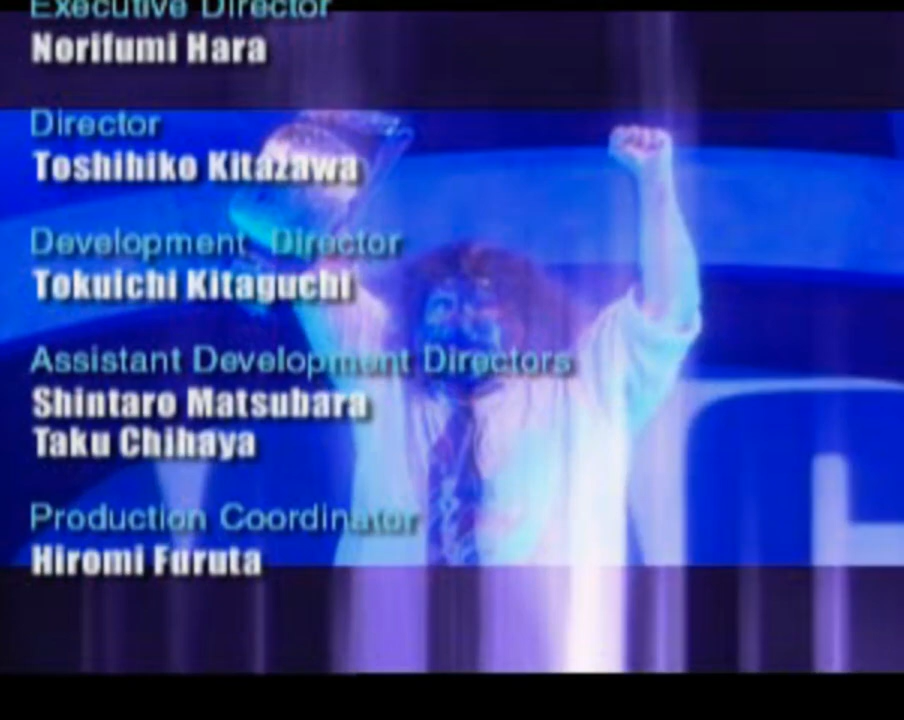 Executive Director
Norifumi Hara
Director
Toshihiko Kitazawa
Development Director
Tokuichi Kitaguchi
Assistant Development Directors
Shintaro Matsubara
Taku Chihaya
Production Coordinator
Hiromi Furuta